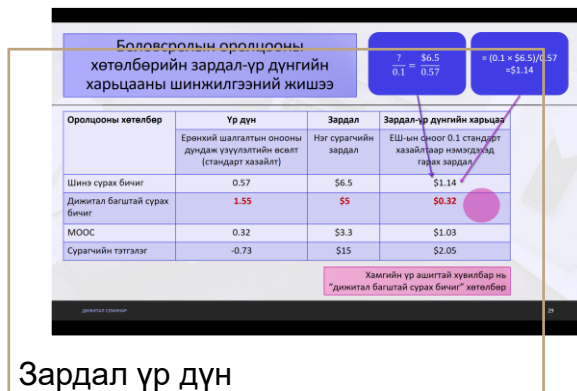 Боловсролын оролцооны
хөтөлбөрийн зардал-үр дүнгийн
харьцааны шинжилгээний жишээ
?/0.1 = $6.5/0.57
= (0.1 × $6.5)/0.57
=$1.14
Оролцооны хөтөлбөр Үр дүн Зардал Зардал-үр дүнгийн харьцаа
Ерөнхий шалгалтын онооны
дундаж үзүүлэлтийн өсөлт
(стандарт хазайлт)
Нэг сурагчийн
зардал
ЕШ-ын оноог 0.1 стандарт
хазайлтаар нэмэгдэхэд
гарах зардал
Шинэ сурах бичиг 0.57 $6.5 $1.14
Дижитал багштай сурах
бичиг
1.55 $5 $0.32
МООС 0.32 $3.3 $1.03
Сурагчийн тэтгэлэг -0.73 $15 $2.05
Хамгийн үр ашигтай хувилбар нь
“дижитал багштай сурах бичиг” хөтөлбөр
ДИЖИТАЛ СЕМИНАР
29
Зардал үр дүн